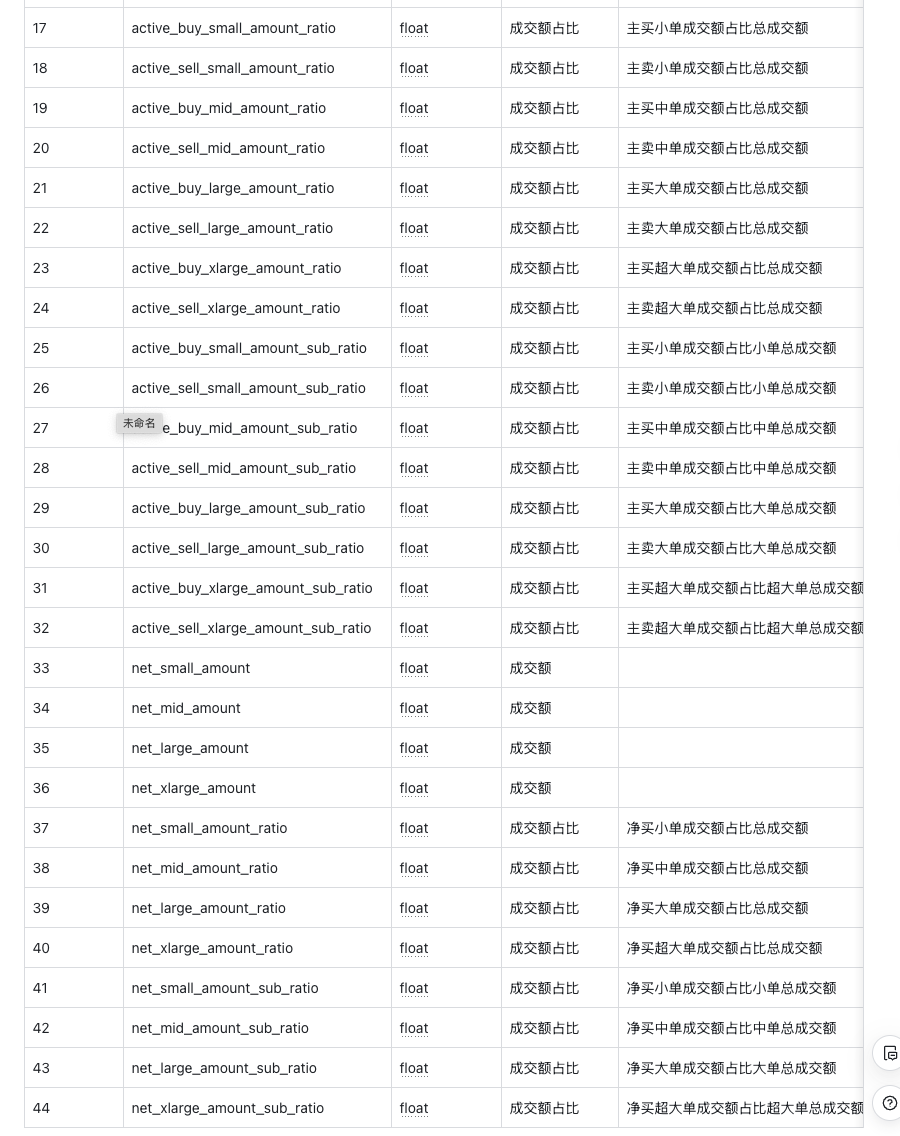 17 active_buy_small_amount_ratio float 成交额占比 主买小单成交额占比总成交额
18 active_sell_small_amount_ratio float 成交额占比 主卖小单成交额占比总成交额
19 active_buy_mid_amount_ratio float 成交额占比 主买中单成交额占比总成交额
20 active_sell_mid_amount_ratio float 成交额占比 主卖中单成交额占比总成交额
21 active_buy_large_amount_ratio float 成交额占比 主买大单成交额占比总成交额
22 active_sell_large_amount_ratio float 成交额占比 主卖大单成交额占比总成交额
23 active_buy_xlarge_amount_ratio float 成交额占比 主买超大单成交额占比总成交额
24 active_sell_xlarge_amount_ratio float 成交额占比 主卖超大单成交额占比总成交额
25 active_buy_small_amount_sub_ratio float 成交额占比 主买小单成交额占比小单总成交额
26 active_sell_small_amount_sub_ratio float 成交额占比 主卖小单成交额占比小单总成交额
未命名
27 e_buy_mid_amount_sub_ratio float 成交额占比 主买中单成交额占比中单总成交额
28 active_sell_mid_amount_sub_ratio float 成交额占比 主卖中单成交额占比中单总成交额
29 active_buy_large_amount_sub_ratio float 成交额占比 主买大单成交额占比大单总成交额
30 active_sell_large_amount_sub_ratio float 成交额占比 主卖大单成交额占比大单总成交额
31 active_buy_xlarge_amount_sub_ratio float 成交额占比 主买超大单成交额占比超大单总成交额
32 active_sell_xlarge_amount_sub_ratio float 成交额占比 主卖超大单成交额占比超大单总成交额
33 net_small_amount float 成交额
34 net_mid_amount float 成交额
35 net_large_amount float 成交额
36 net_xlarge_amount float 成交额
37 net_small_amount_ratio float 成交额占比 净买小单成交额占比总成交额
38 net_mid_amount_ratio float 成交额占比 净买中单成交额占比总成交额
39 net_large_amount_ratio float 成交额占比 净买大单成交额占比总成交额
40 net_xlarge_amount_ratio float 成交额占比 净买超大单成交额占比总成交额
41 net_small_amount_sub_ratio float 成交额占比 净买小单成交额占比小单总成交额
42 net_mid_amount_sub_ratio float 成交额占比 净买中单成交额占比中单总成交额
43 net_large_amount_sub_ratio float 成交额占比 净买大单成交额占比大单总成交额
44 net_xlarge_amount_sub_ratio float 成交额占比 净买超大单成交额占比超大单总成交额